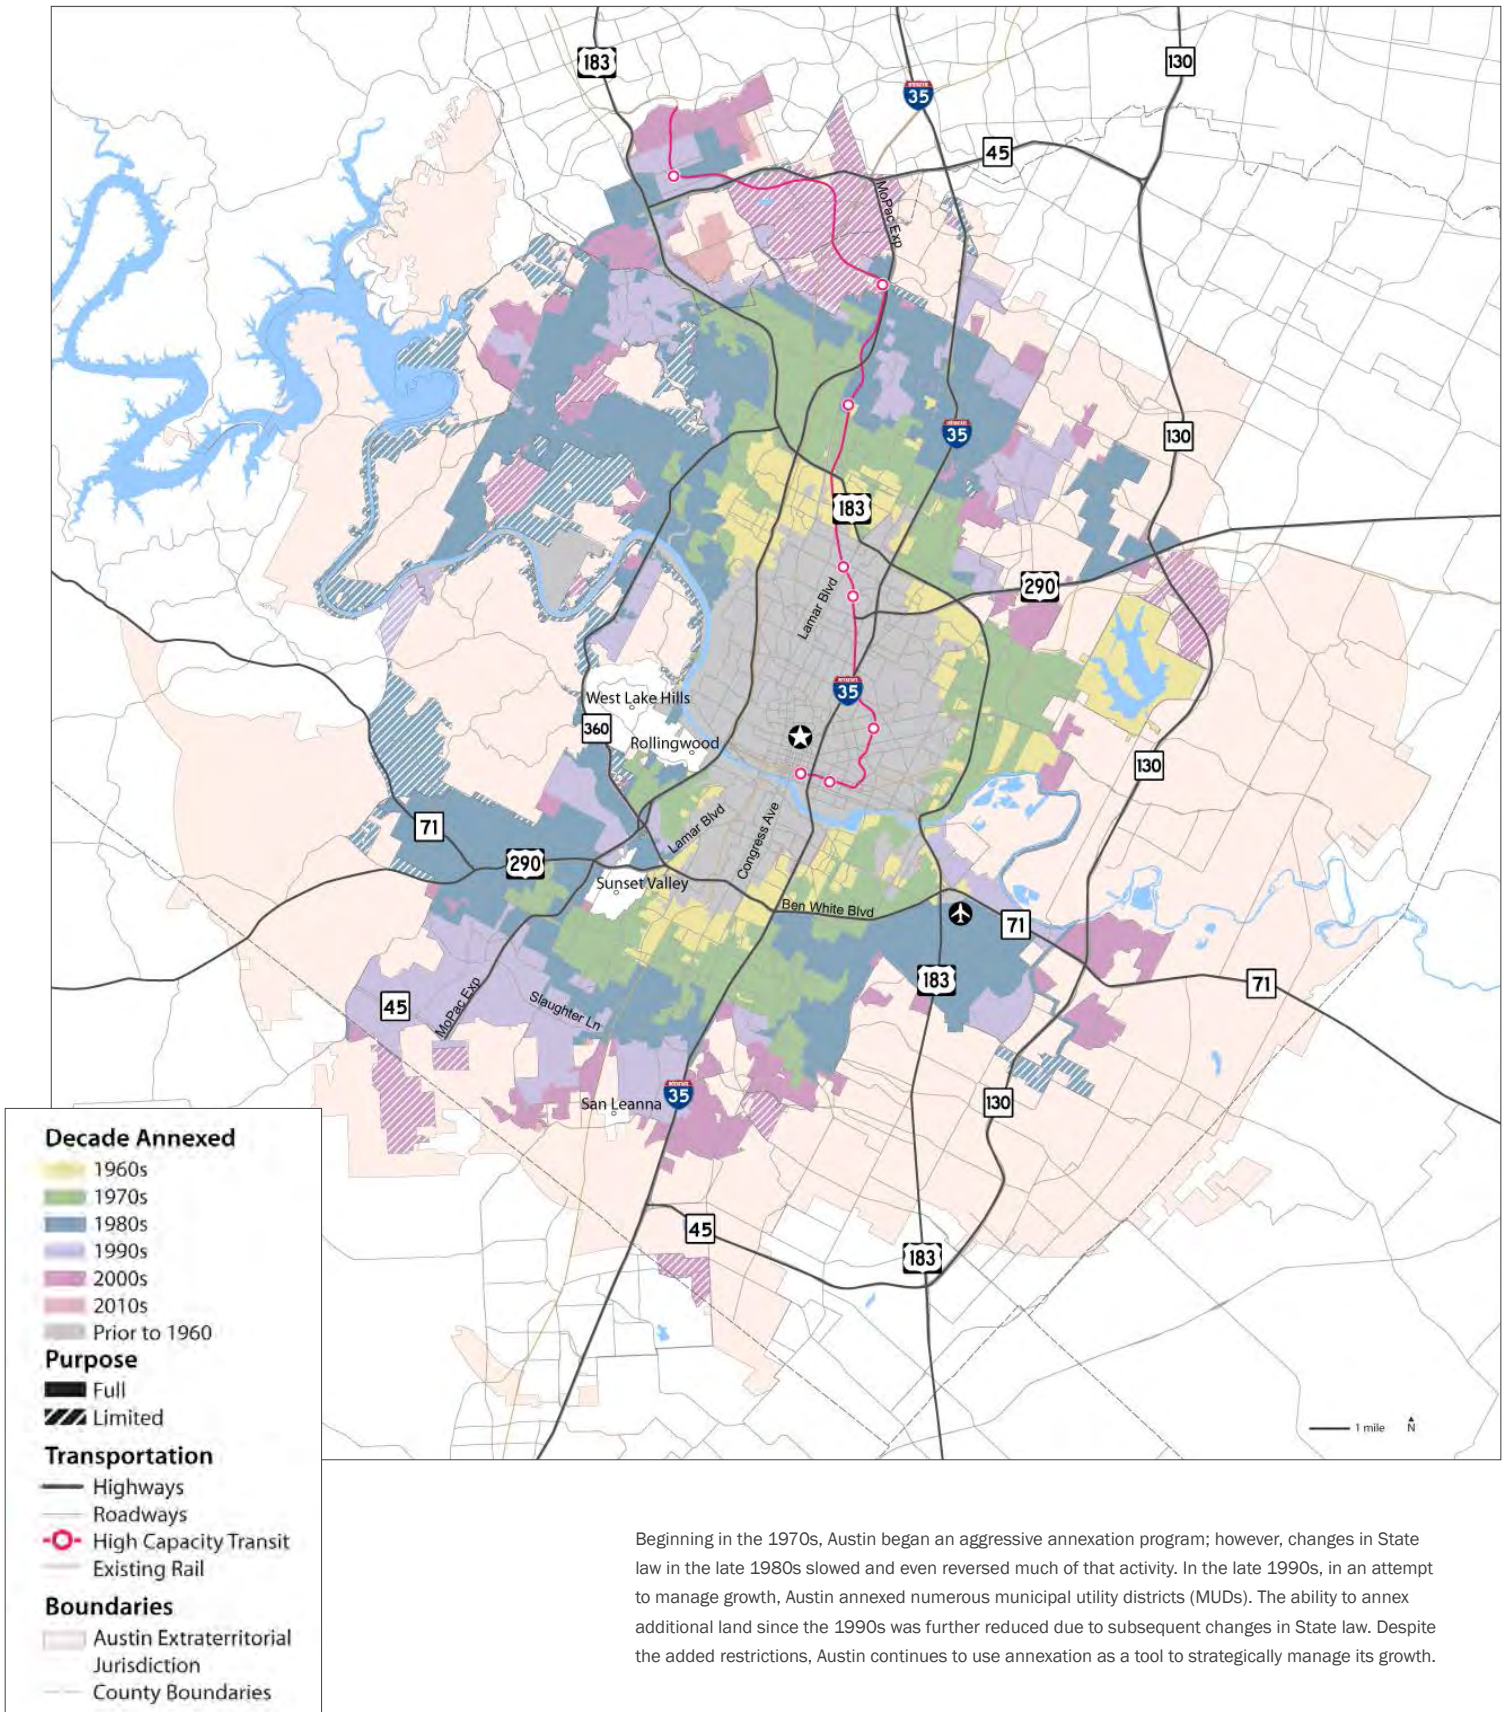 183
35
130
45
MoPac Exp
35
130
183
290
Lamar Blvd
35
West Lake Hills
360
Rollingwood
130
71
Lamar Blvd
Congress Ave
290
Sunset Valley
Ben White Blvd
71
183
71
45
MoPac Exp
Slaughter Ln
35
San Leanna
130
45
183
1 mile
N
Decade Annexed
1960s
1970s
1980s
1990s
2000s
2010s
Prior to 1960
Purpose
Full
Limited
Transportation
Highways
Roadways
High Capacity Transit
Existing Rail
Boundaries
Austin Extraterritorial
Jurisdiction
County Boundaries
Beginning in the 1970s, Austin began an aggressive annexation program; however, changes in State
law in the late 1980s slowed and even reversed much of that activity. In the late 1990s, in an attempt
to manage growth, Austin annexed numerous municipal utility districts (MUDs). The ability to annex
additional land since the 1990s was further reduced due to subsequent changes in State law. Despite
the added restrictions, Austin continues to use annexation as a tool to strategically manage its growth.